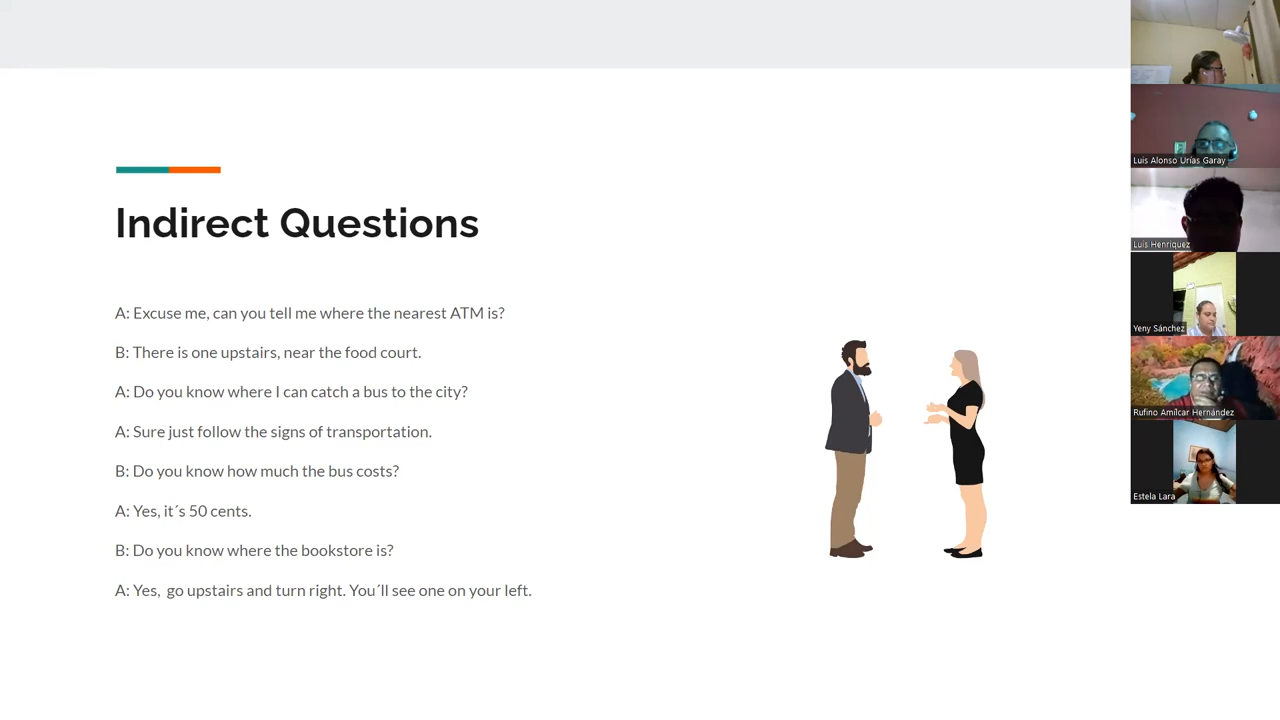 Indirect Questions
A: Excuse me, can you tell me where the nearest ATM is?
B: There is one upstairs, near the food court.
A: Do you know where I can catch a bus to the city?
A: Sure just follow the signs of transportation.
B: Do you know how much the bus costs?
A: Yes, it´s 50 cents.
B: Do you know where the bookstore is?
A: Yes,  go upstairs and turn right. You´ll see one on your left.
Luis Alonso Urías Garay
Luis Henriquez
Yeny Sánchez
Rufino Amílcar Hernández
Estela Lara